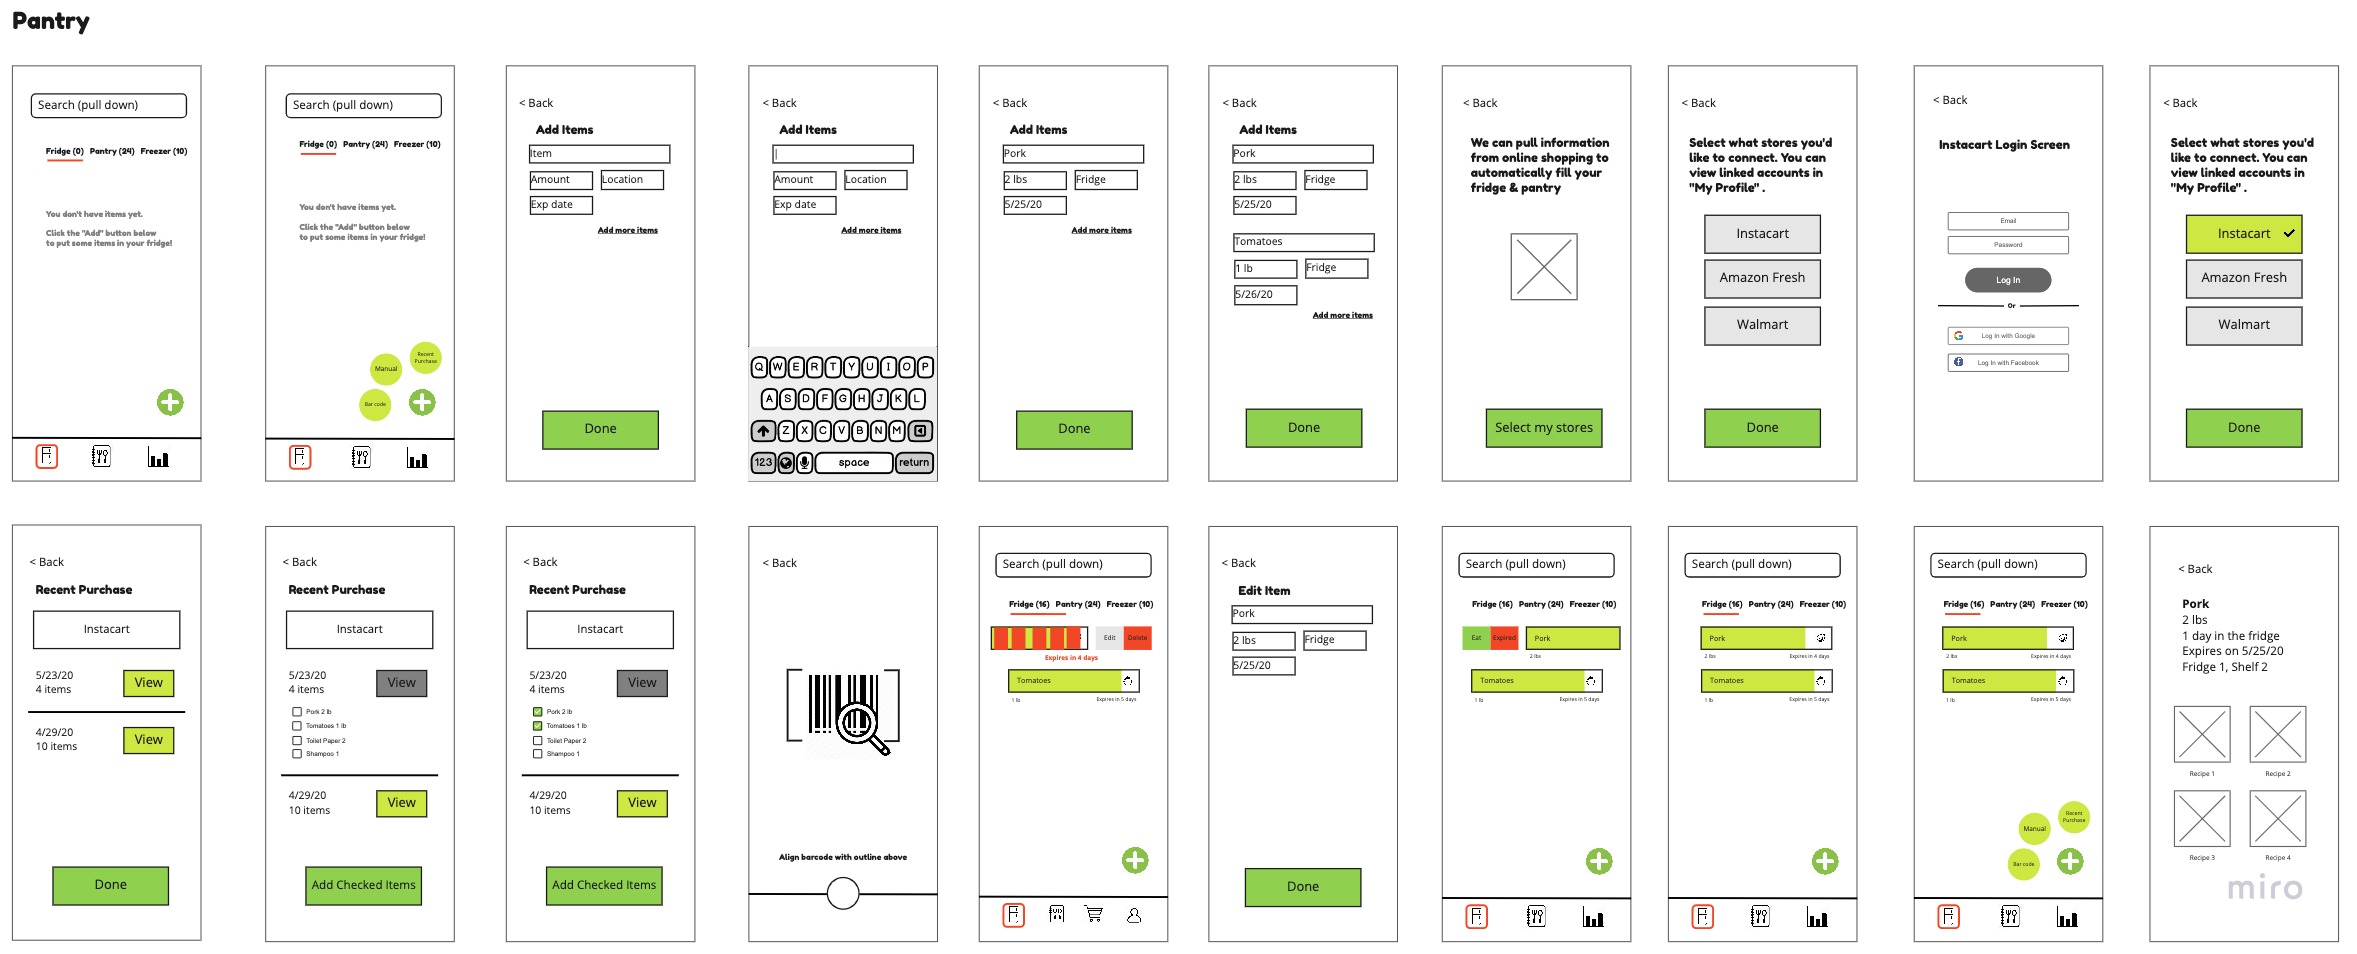 Pantry
Search (pull down)
Fridge (0) Pantry (24) Freezer (10)
You don't have items yet.
Click the "Add" button below
to put some items in your fridge!
Search (pull down)
Fridge (0) Pantry (24) Freezer (10)
You don't have items yet.
Click the "Add" button below
to put some items in your fridge!
Recent
Purchase
Manual
Bar code
< Back
Add Items
Item
Amount Location
Exp date
Add more items
Done
< Back
Add Items
|
Amount Location
Exp date
Add more items
Q W E R T Y U I O P
A S D F G H J K L
Z X C V B N M
123 space return
< Back
Add Items
Pork
2 lbs Fridge
5/25/20
Add more items
Done
< Back
Add Items
Pork
2 lbs Fridge
5/25/20
Tomatoes
1 lb Fridge
5/26/20
Add more items
Done
< Back
We can pull information
from online shopping to
automatically fill your
fridge & pantry
Select my stores
< Back
Select what stores you'd
like to connect. You can
view linked accounts in
"My Profile" .
Instacart
Amazon Fresh
Walmart
Done
< Back
Instacart Login Screen
Email
Password
Log In
Or
Log In with Google
Log In with Facebook
< Back
Select what stores you'd
like to connect. You can
view linked accounts in
"My Profile" .
Instacart
Amazon Fresh
Walmart
Done
< Back
Recent Purchase
Instacart
5/23/20
4 items
View
4/29/20
10 items
View
Done
< Back
Recent Purchase
Instacart
5/23/20
4 items
View
Pork 2 lb
Tomatoes 1 lb
Toilet Paper 2
Shampoo 1
4/29/20
10 items
View
Add Checked Items
< Back
Recent Purchase
Instacart
5/23/20
4 items
View
Pork 2 lb
Tomatoes 1 lb
Toilet Paper 2
Shampoo 1
4/29/20
10 items
View
Add Checked Items
< Back
Align barcode with outline above
Search (pull down)
Fridge (16) Pantry (24) Freezer (10)
Edit Delete
Expires in 4 days
Tomatoes
1 lb Expires in 5 days
< Back
Edit Item
Pork
2 lbs Fridge
5/25/20
Done
Search (pull down)
Fridge (16) Pantry (24) Freezer (10)
Eat Expired Pork
2 lbs
Tomatoes
1 lb Expires in 5 days
Search (pull down)
Fridge (16) Pantry (24) Freezer (10)
Pork
2 lbs Expires in 4 days
Tomatoes
1 lb Expires in 5 days
Search (pull down)
Fridge (16) Pantry (24) Freezer (10)
Pork
2 lbs Expires in 4 days
Tomatoes
1 lb Expires in 5 days
Recent
Purchase
Manual
Bar code
< Back
Pork
2 lbs
1 day in the fridge
Expires on 5/25/20
Fridge 1, Shelf 2
Recipe 1 Recipe 2
Recipe 3 Recipe 4
miro